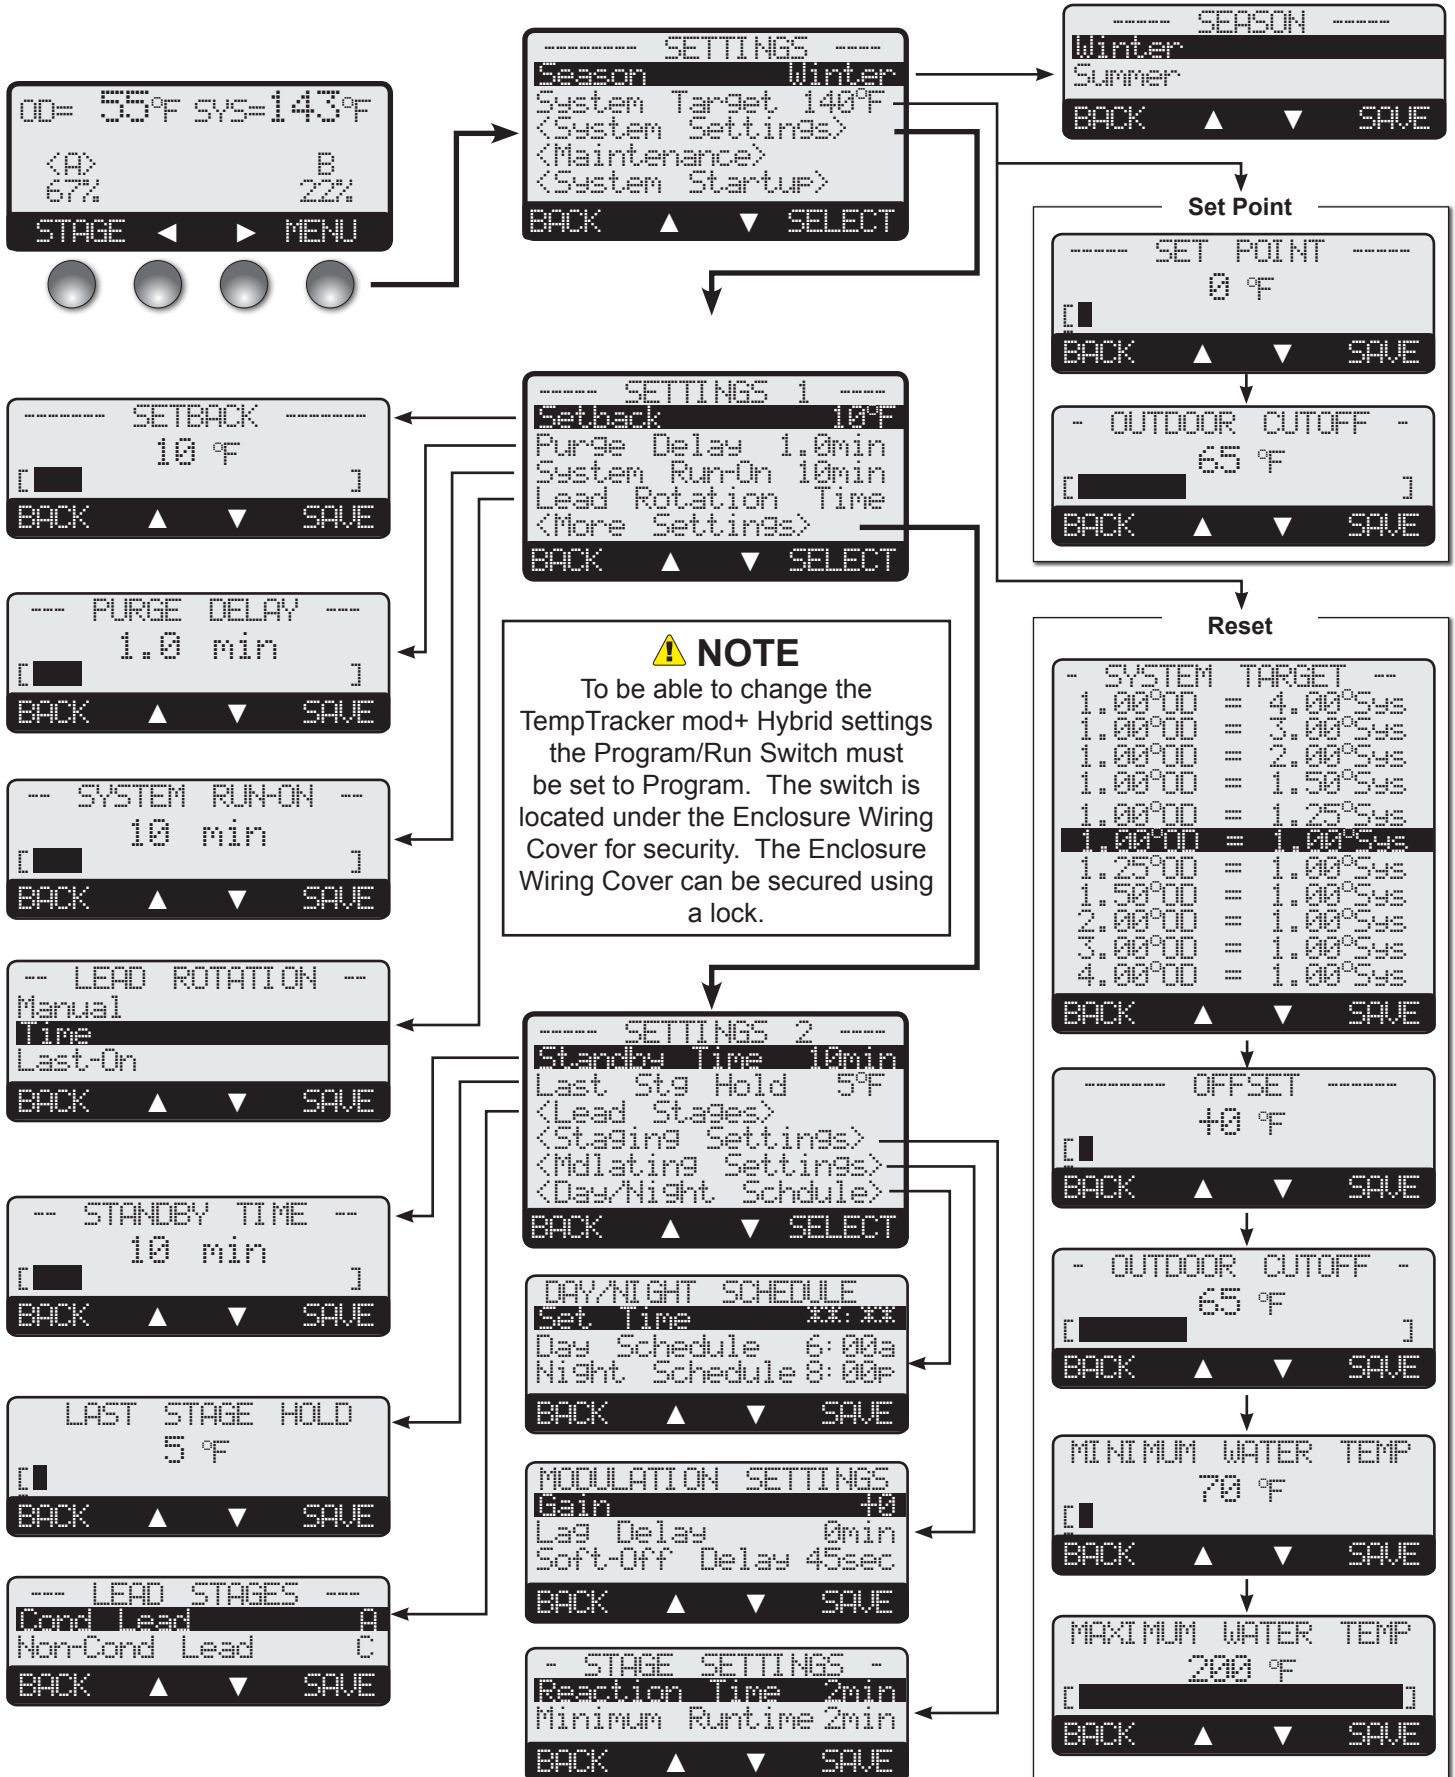 OD= 55°F SYS=143°F
<A> B
67% 22%
STAGE ◄ ► MENU
-------- SETTINGS ----
Season Winter
System Target 140°F
<System Settings>
<Maintenance>
<System Startup>
BACK ▲ ▼ SELECT
----- SEASON -----
Winter
Summer
BACK ▲ ▼ SAVE
Set Point
----- SET POINT -----
0 °F
[
BACK ▲ ▼ SAVE
- OUTDOOR CUTOFF -
65 °F
[ ]
BACK ▲ ▼ SAVE
----- SETTINGS 1 ----
Setback 10°F
Purge Delay 1.0min
System Run-On 10min
Lead Rotation Time
<More Settings>
BACK ▲ ▼ SELECT
------- SETBACK -------
10 °F
[ ]
BACK ▲ ▼ SAVE
--- PURGE DELAY ---
1.0 min
[ ]
BACK ▲ ▼ SAVE
-- SYSTEM RUN-ON --
10 min
[ ]
BACK ▲ ▼ SAVE
-- LEAD ROTATION --
Manual
Time
Last-On
BACK ▲ ▼ SAVE
NOTE
To be able to change the
TempTracker mod+ Hybrid settings
the Program/Run Switch must
be set to Program. The switch is
located under the Enclosure Wiring
Cover for security. The Enclosure
Wiring Cover can be secured using
a lock.
Reset
- SYSTEM TARGET --
1.00°OD = 4.00°Sys
1.00°OD = 3.00°Sys
1.00°OD = 2.00°Sys
1.00°OD = 1.50°Sys
1.00°OD = 1.25°Sys
1.00°OD = 1.00°Sys
1.25°OD = 1.00°Sys
1.50°OD = 1.00°Sys
2.00°OD = 1.00°Sys
3.00°OD = 1.00°Sys
4.00°OD = 1.00°Sys
BACK ▲ ▼ SAVE
------- OFFSET ------
+0 °F
[
BACK ▲ ▼ SAVE
- OUTDOOR CUTOFF -
65 °F
[ ]
BACK ▲ ▼ SAVE
MINIMUM WATER TEMP
70 °F
[
BACK ▲ ▼ SAVE
MAXIMUM WATER TEMP
200 °F
[ ]
BACK ▲ ▼ SAVE
----- SETTINGS 2 ----
Standby Time 10min
Last Stg Hold 5°F
<Lead Stages>
<Staging Settings>
<Mdlating Settings>
<Day/Night Schdule>
BACK ▲ ▼ SELECT
-- STANDBY TIME --
10 min
[ ]
BACK ▲ ▼ SAVE
LAST STAGE HOLD
5 °F
[
BACK ▲ ▼ SAVE
--- LEAD STAGES ---
Cond Lead A
Non-Cond Lead C
BACK ▲ ▼ SAVE
DAY/NIGHT SCHEDULE
Set Time **:**
Day Schedule 6:00a
Night Schedule 8:00p
BACK ▲ ▼ SAVE
MODULATION SETTINGS
Gain +0
Lag Delay 0min
Soft-Off Delay 45sec
BACK ▲ ▼ SAVE
- STAGE SETTINGS -
Reaction Time 2min
Minimum Runtime 2min
BACK ▲ ▼ SAVE